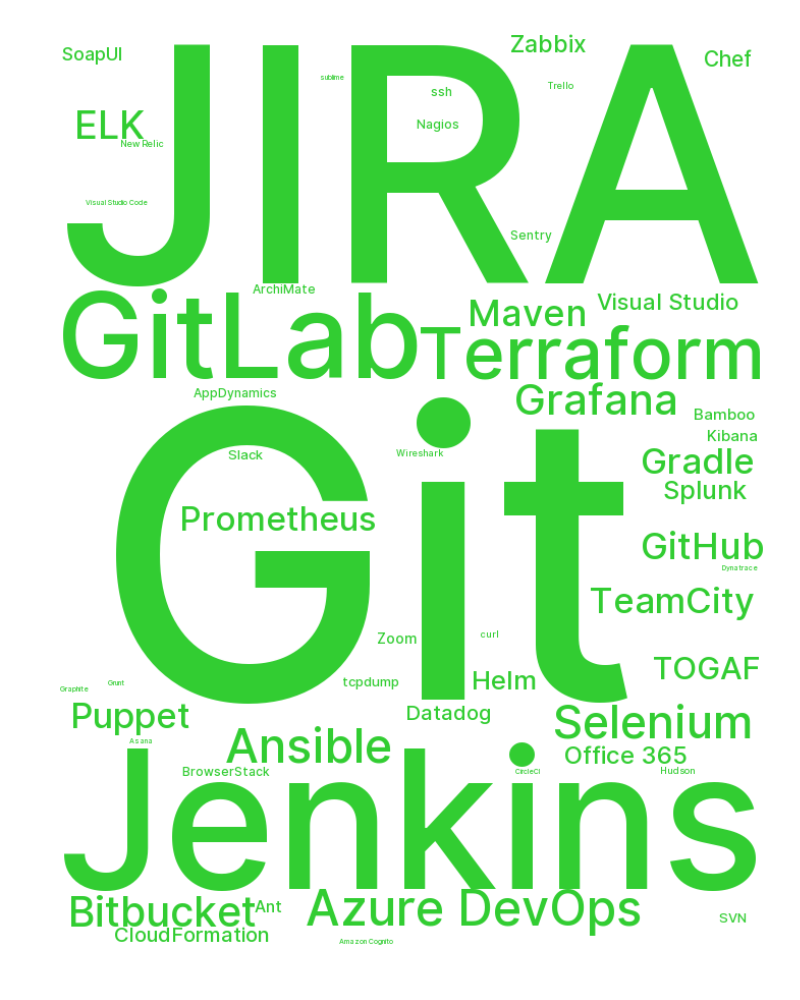 JIRA
SoapUI
Zabbix
Chef
sublime
Trello
ssh
ELK
Nagios
New Relic
Visual Studio Code
Sentry
ArchiMate
GitLab
Maven
Visual Studio
Terraform
AppDynamics
Grafana
Bamboo
Kibana
Git
Slack
Wireshark
Gradle
Splunk
Prometheus
GitHub
Dynatrace
TeamCity
Zoom
curl
TOGAF
tcpdump
Helm
Graphite
Grunt
Puppet
Datadog
Selenium
Asana
Ansible
Office 365
BrowserStack
CircleCI
Hudson
Jenkins
Bitbucket
Ant
Azure DevOps
SVN
CloudFormation
Amazon Cognito